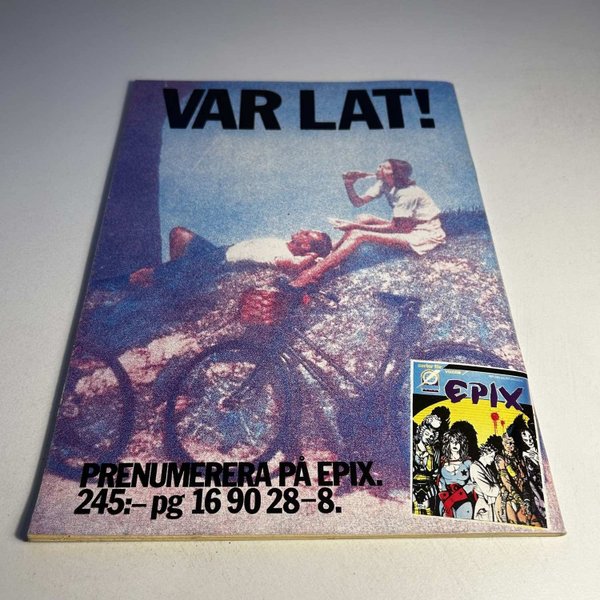 VAR LAT!
EPIX
PRENUMERERA PÅ EPIX.
245:– pg 16 90 28–8.